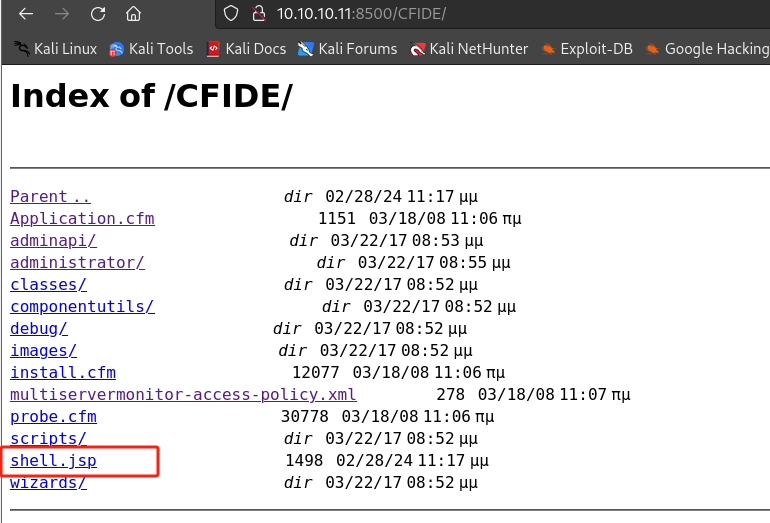 10.10.10.11:8500/CFIDE/
Kali Linux Kali Tools Kali Docs Kali Forums Kali NetHunter Exploit-DB Google Hacking
Index of /CFIDE/
Parent .. dir 02/28/24 11:17 μμ
Application.cfm 1151 03/18/08 11:06 πμ
adminapi/ dir 03/22/17 08:53 μμ
administrator/ dir 03/22/17 08:55 μμ
classes/ dir 03/22/17 08:52 μμ
componentutils/ dir 03/22/17 08:52 μμ
debug/ dir 03/22/17 08:52 μμ
images/ dir 03/22/17 08:52 μμ
install.cfm 12077 03/18/08 11:06 πμ
multiservermonitor-access-policy.xml 278 03/18/08 11:07 πμ
probe.cfm 30778 03/18/08 11:06 πμ
scripts/ dir 03/22/17 08:52 μμ
shell.jsp 1498 02/28/24 11:17 μμ
wizards/ dir 03/22/17 08:52 μμ